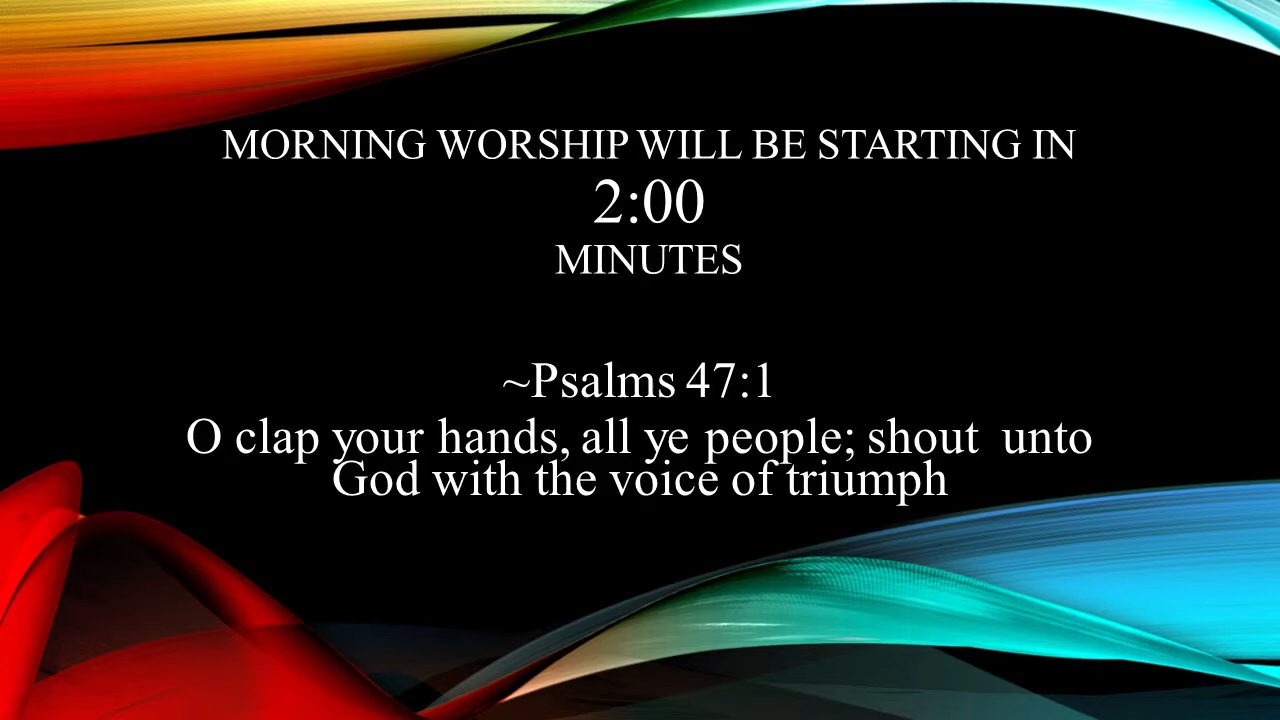 MORNING WORSHIP WILL BE STARTING IN
2:00
MINUTES
~Psalms 47:1
O clap your hands, all ye people; shout  unto
God with the voice of triumph